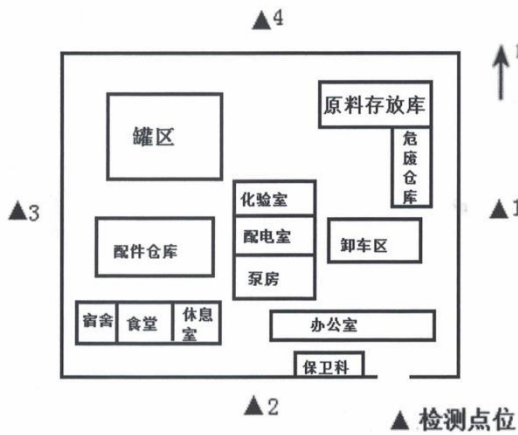 ▲4
原料存放库
罐区
危废仓库
化验室
▲3
▲1
配电室
配件仓库
卸车区
泵房
宿舍
食堂
休息室
办公室
保卫科
▲2
▲ 检测点位